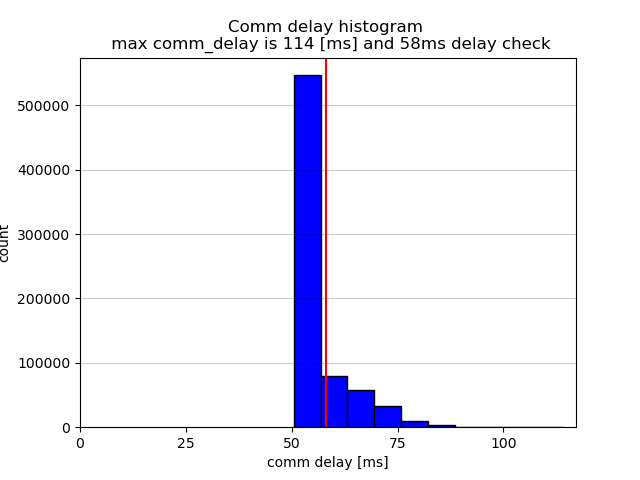 Comm delay histogram
max comm_delay is 114 [ms] and 58ms delay check
500000
400000
300000
200000
100000
0
count
0 25 50 75 100
comm delay [ms]